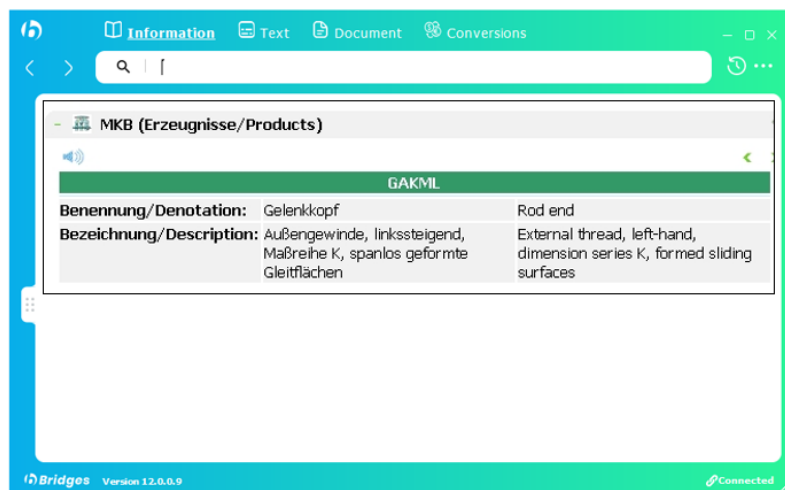 Information Text Document Conversions
MKB (Erzeugnisse/Products)
GAKML
Benennung/Denotation: Gelenkkopf Rod end
Bezeichnung/Description: Außengewinde, linkssteigend, External thread, left-hand,
Maßreihe K, spanlos geformte dimension series K, formed sliding
Gleitflächen surfaces
Bridges Version 12.0.0.9 Connected